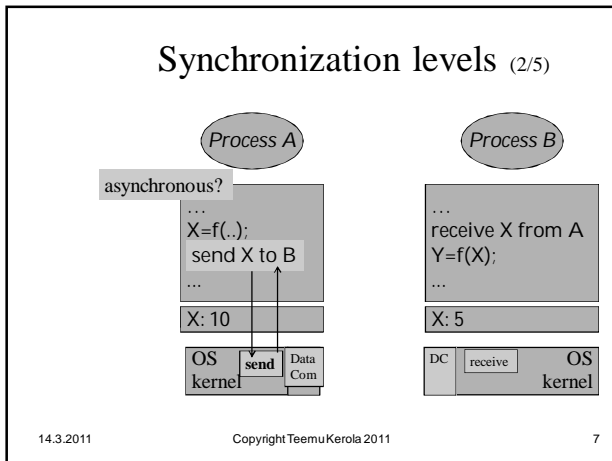 Synchronization levels (2/5)
Process A
Process B
asynchronous?
...
X=f(..);
send X to B
...
...
receive X from A
Y=f(X);
...
X: 10
X: 5
OS
kernel
send
Data
Com
DC
receive
OS
kernel
14.3.2011
Copyright Teemu Kerola 2011
7